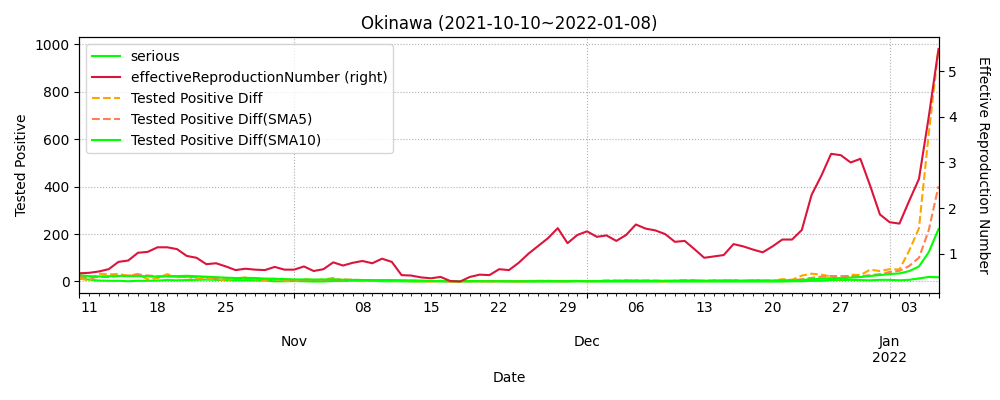 Okinawa (2021-10-10~2022-01-08)
1000
800
600
400
200
0
Tested Positive
serious
effectiveReproductionNumber (right)
Tested Positive Diff
Tested Positive Diff(SMA5)
Tested Positive Diff(SMA10)
5
4
3
2
1
Effective Reproduction Number
11 18 25 08 15 22 29 06 13 20 27 03
Nov Dec Jan
2022
Date